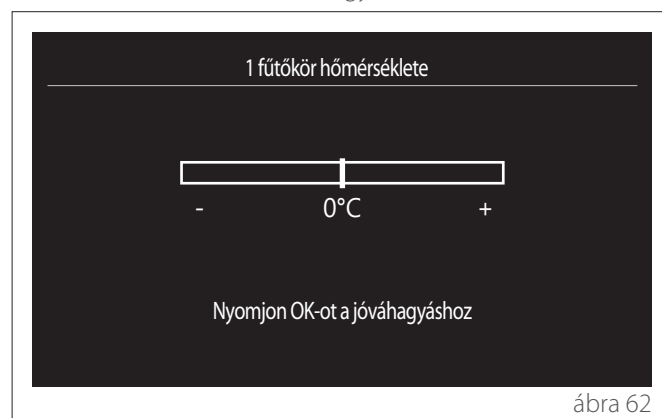 1 fűtőkör hőmérséklete
- 0°C +
Nyomjon OK-ot a jóváhagyáshoz
ábra 62